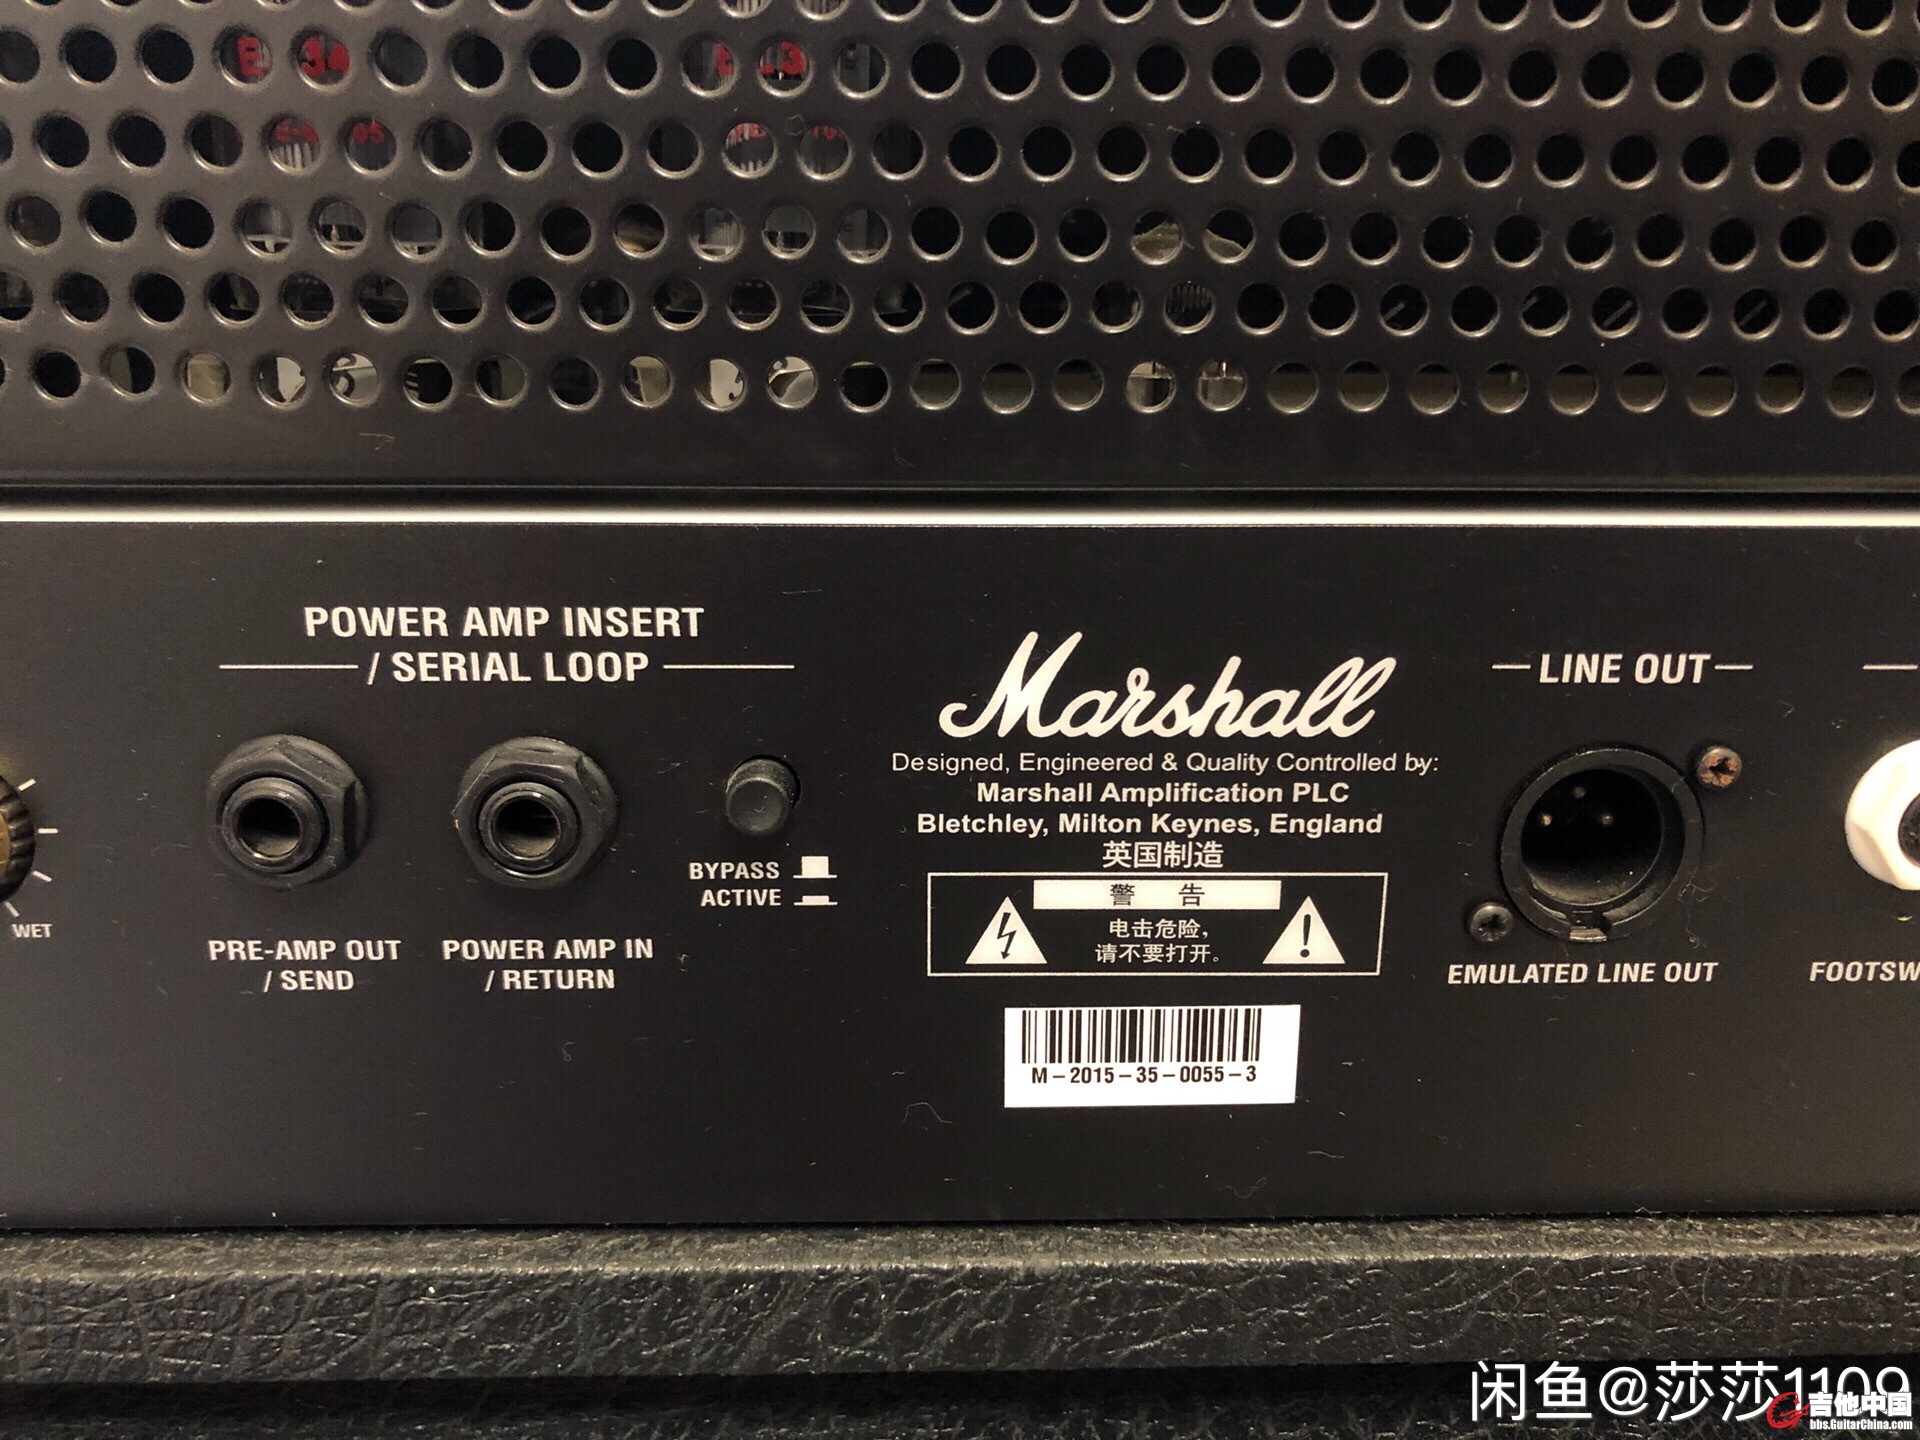 POWER AMP INSERT
/ SERIAL LOOP
PRE-AMP OUT
/ SEND
POWER AMP IN
/ RETURN
BYPASS
ACTIVE
WET
Marshall
Designed, Engineered & Quality Controlled by:
Marshall Amplification PLC
Bletchley, Milton Keynes, England
英国制造
警 告
电击危险,
请不要打开。
M-2015-35-0055-3
LINE OUT
EMULATED LINE OUT
FOOTSW
闲鱼@莎莎1109
吉他中国
bbs.GuitarChina.com